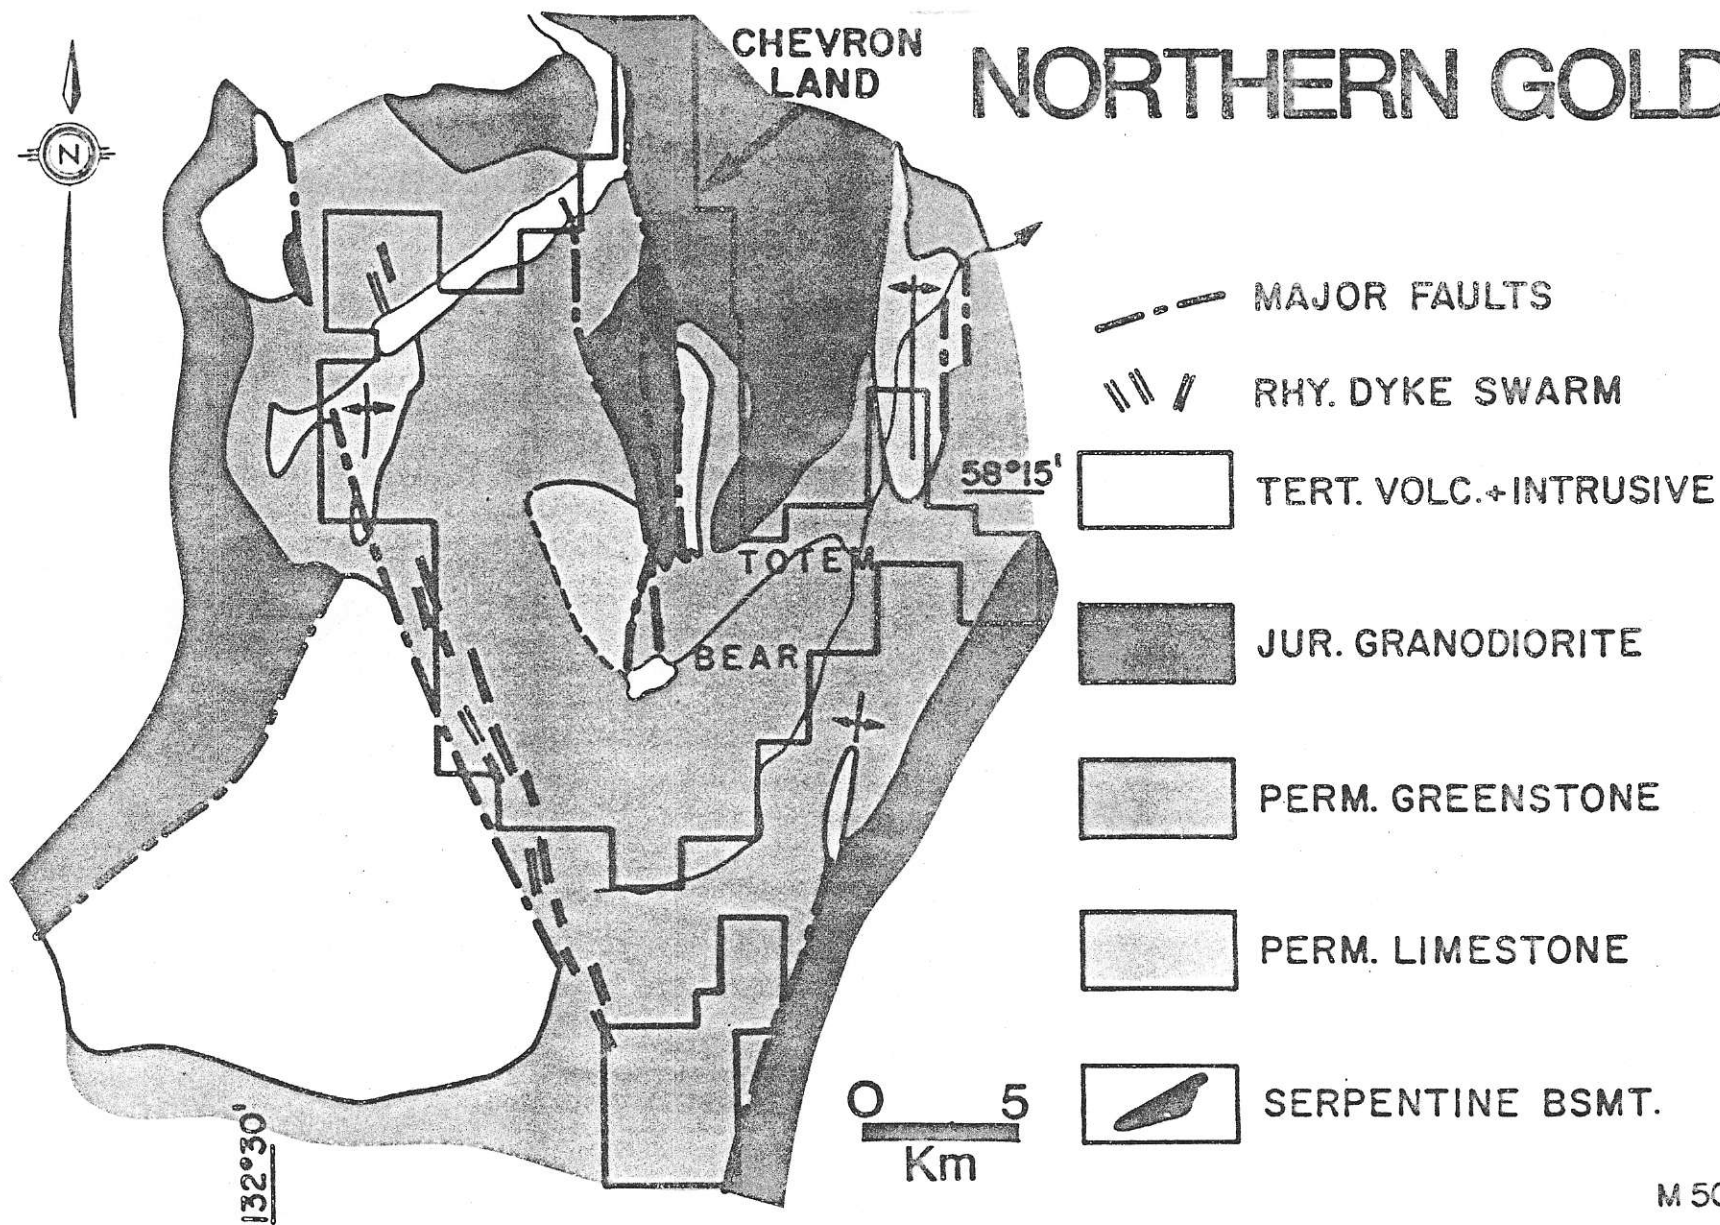 CHEVRON
LAND
NORTHERN GOLD
N
MAJOR FAULTS
RHY. DYKE SWARM
58°15'
TERT. VOLC.+INTRUSIVE
TOTEM
JUR. GRANODIORITE
BEAR
PERM. GREENSTONE
PERM. LIMESTONE
SERPENTINE BSMT.
0 5
Km
132°30'
M 50